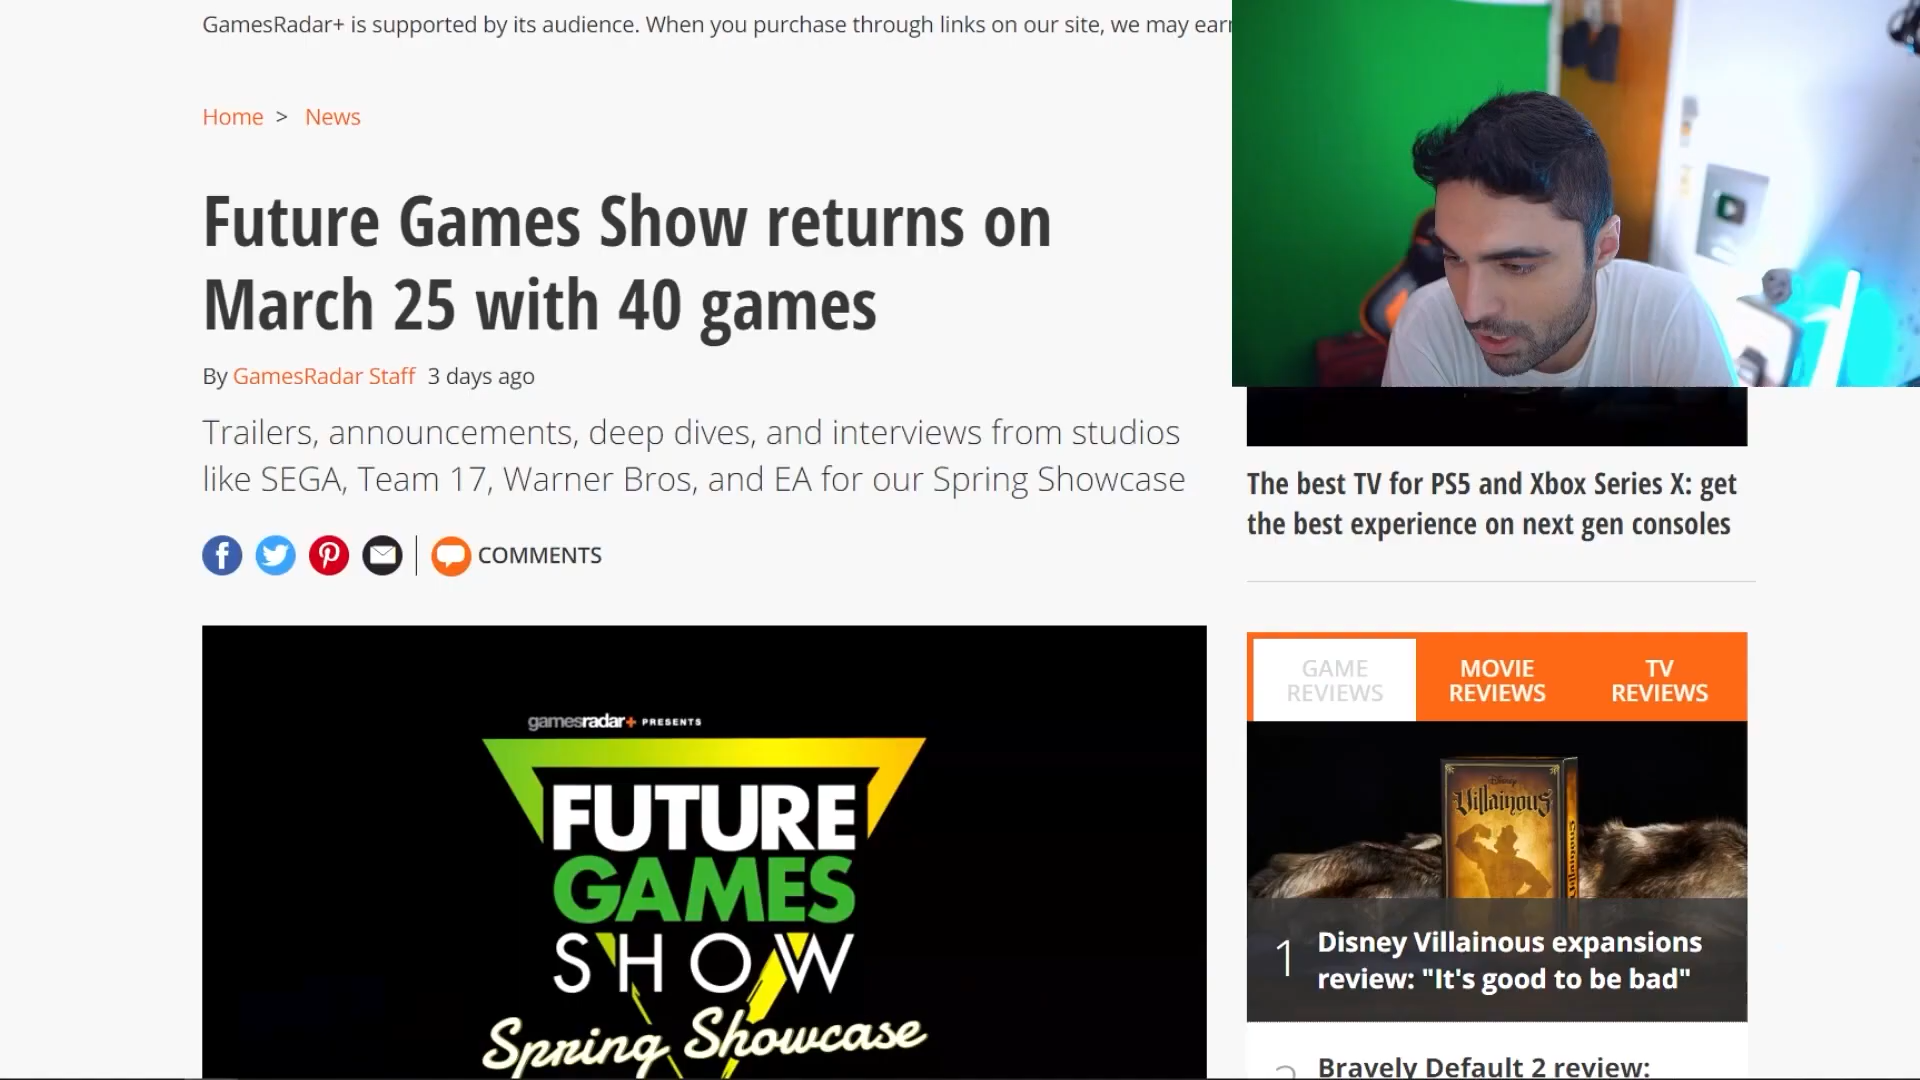 GamesRadar+ is supported by its audience. When you purchase through links on our site, we may earn
Home > News
Future Games Show returns on
March 25 with 40 games
By GamesRadar Staff 3 days ago
Trailers, announcements, deep dives, and interviews from studios
like SEGA, Team 17, Warner Bros, and EA for our Spring Showcase
COMMENTS
gamesradar+ PRESENTS
FUTURE
GAMES
SHOW
Spring Showcase
The best TV for PS5 and Xbox Series X: get
the best experience on next gen consoles
GAME
REVIEWS
MOVIE
REVIEWS
TV
REVIEWS
Disney
Villainous
Villainous
1
Disney Villainous expansions
review: "It's good to be bad"
Bravely Default 2 review: